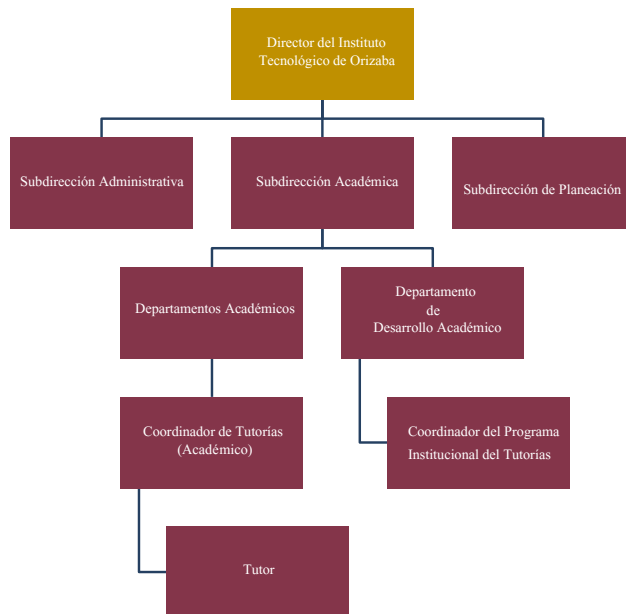 Director del Instituto
Tecnológico de Orizaba
Subdirección Administrativa
Subdirección Académica
Subdirección de Planeación
Departamentos Académicos
Departamento
de
Desarrollo Académico
Coordinador de Tutorías
(Académico)
Coordinador del Programa
Institucional del Tutorías
Tutor